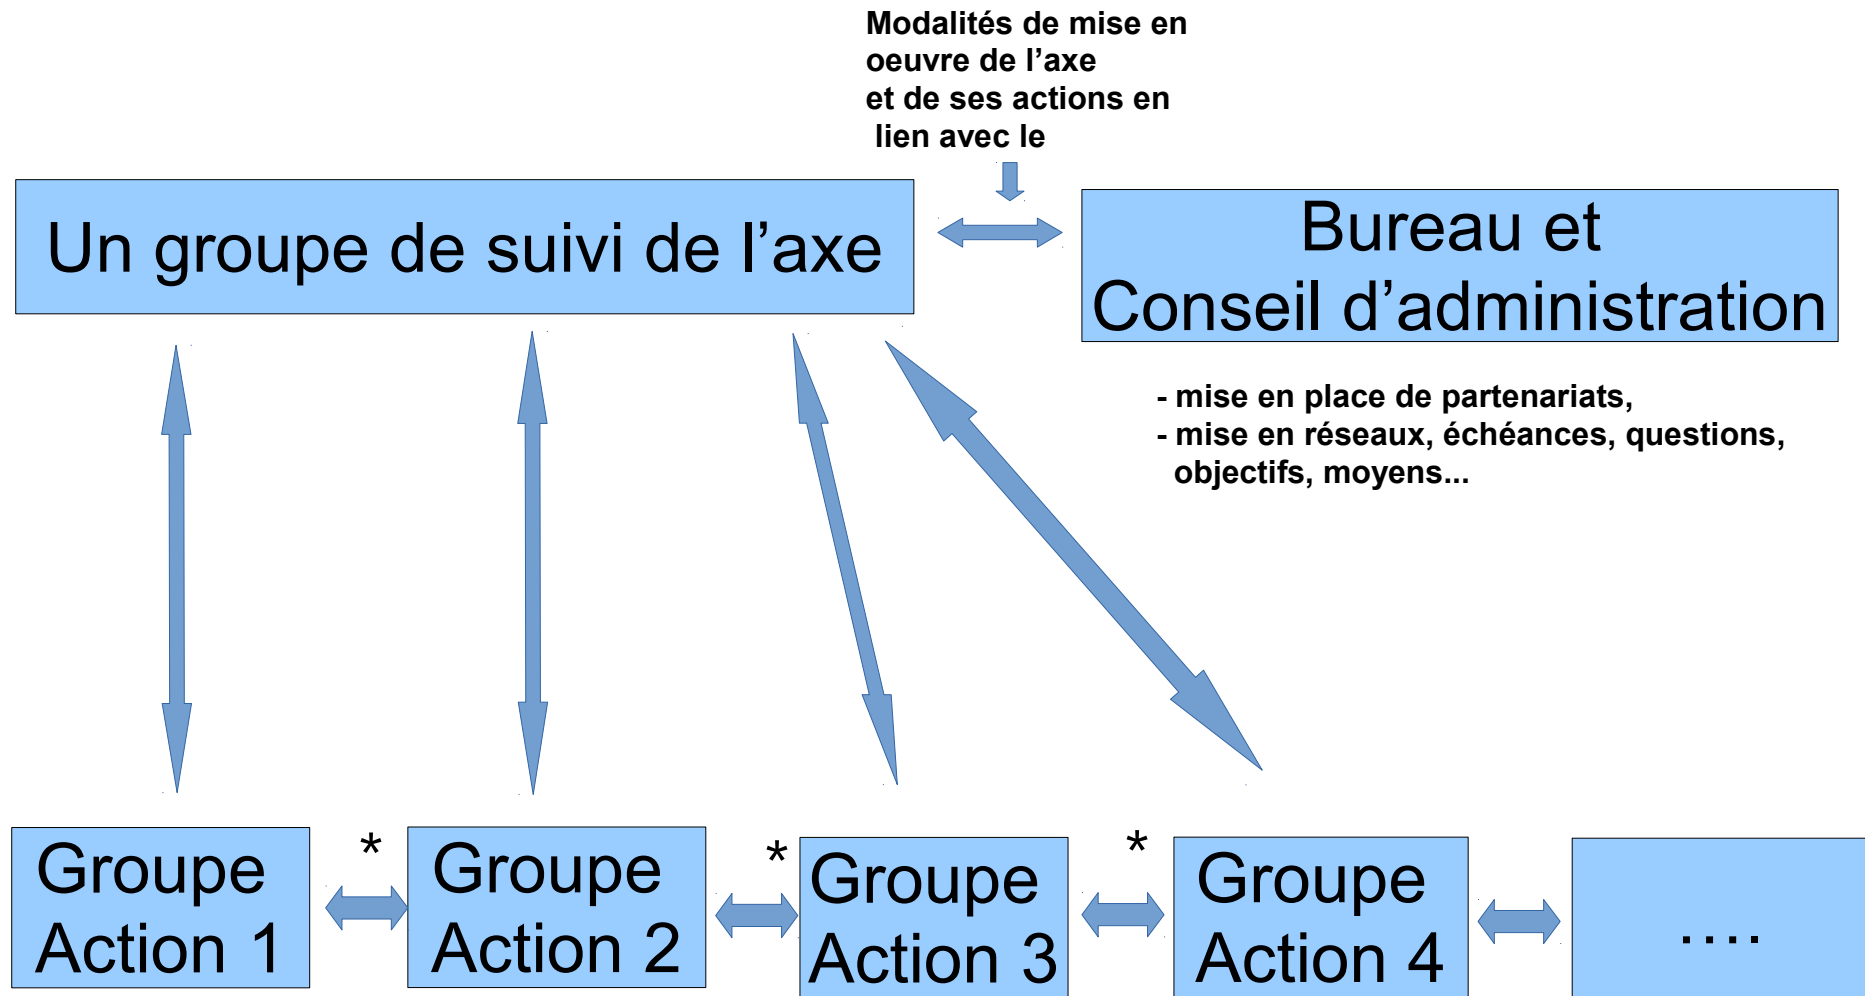 Modalités de mise en
oeuvre de l’axe
et de ses actions en
lien avec le
Un groupe de suivi de l’axe
Bureau et
Conseil d’administration
- mise en place de partenariats,
- mise en réseaux, échéances, questions,
objectifs, moyens...
Groupe
Action 1
*
Groupe
Action 2
*
Groupe
Action 3
*
Groupe
Action 4
....